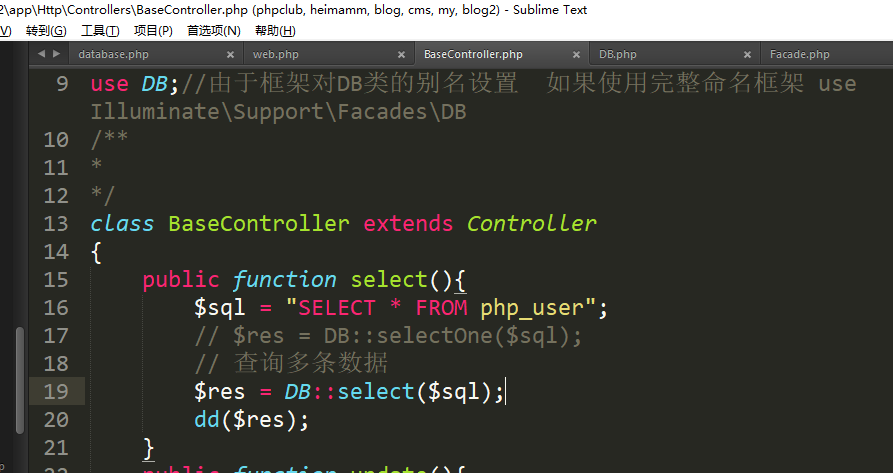 2\app\Http\Controllers\BaseController.php (phpclub, heimamm, blog, cms, my, blog2) - Sublime Text
(V) 转到(G) 工具(T) 项目(P) 首选项(N) 帮助(H)
database.php × web.php × BaseController.php × DB.php × Facade.php
9 use DB;//由于框架对DB类的别名设置 如果使用完整命名框架 use
Illuminate\Support\Facades\DB
10 /**
11 *
12 */
13 class BaseController extends Controller
14 {
15 public function select(){
16 $sql = "SELECT * FROM php_user";
17 // $res = DB::selectOne($sql);
18 // 查询多条数据
19 $res = DB::select($sql);
20 dd($res);
21 }
22 public function update(){